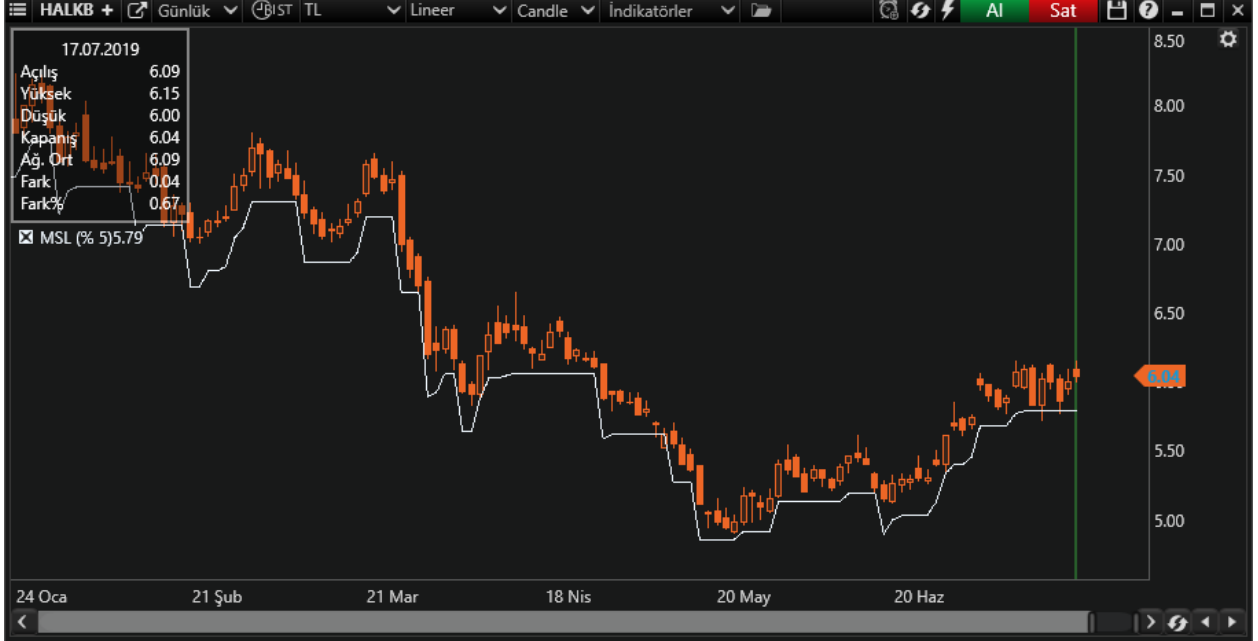 HALKB + Günlük BIST TL Lineer Candle İndikatörler Al Sat
17.07.2019
Açılış 6.09
Yüksek 6.15
Düşük 6.00
Kapanış 6.04
Ağ. Ort 6.09
Fark 0.04
Fark% 0.67
MSL (% 5)5.79
8.50
8.00
7.50
7.00
6.50
6.04
5.50
5.00
24 Oca 21 Şub 21 Mar 18 Nis 20 May 20 Haz